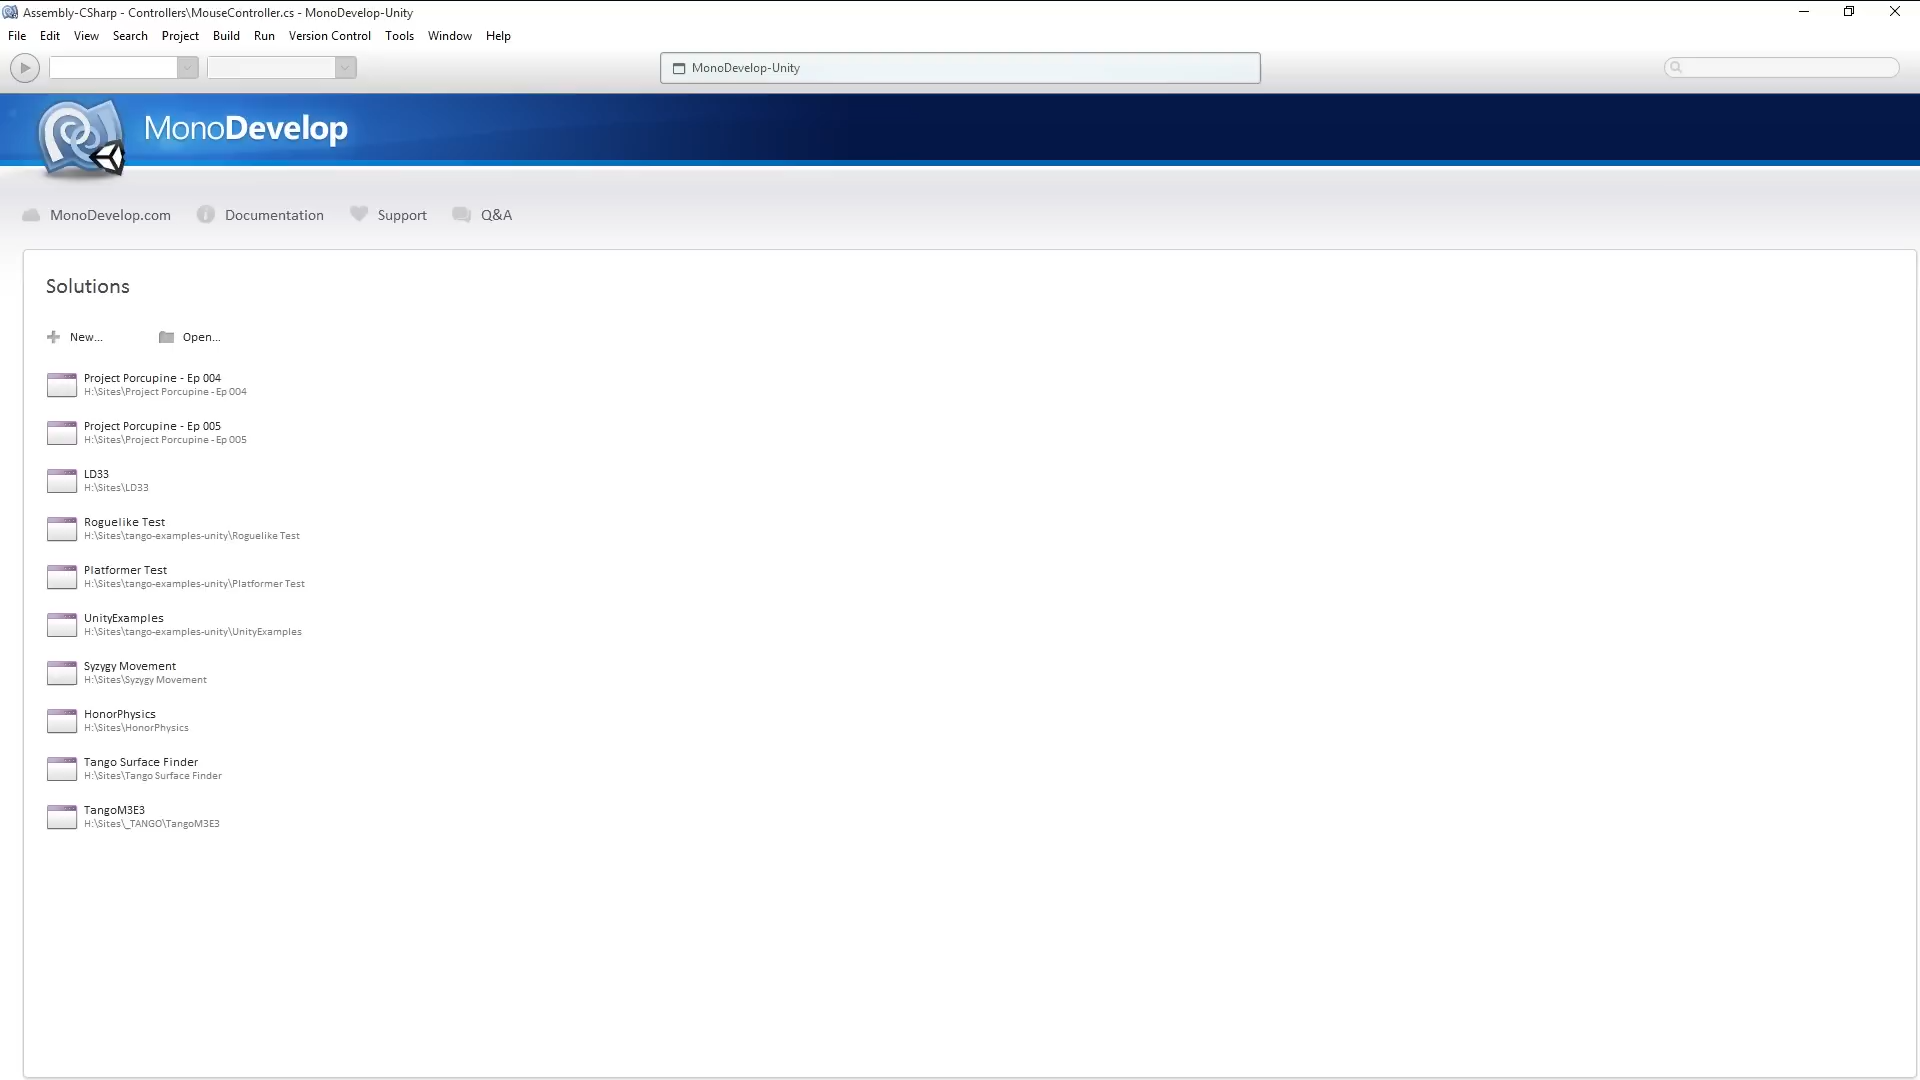 Assembly-CSharp - Controllers\MouseController.cs - MonoDevelop-Unity
File Edit View Search Project Build Run Version Control Tools Window Help
MonoDevelop-Unity
MonoDevelop
MonoDevelop.com Documentation Support Q&A
Solutions
New... Open...
Project Porcupine - Ep 004
H:\Sites\Project Porcupine - Ep 004
Project Porcupine - Ep 005
H:\Sites\Project Porcupine - Ep 005
LD33
H:\Sites\LD33
Roguelike Test
H:\Sites\tango-examples-unity\Roguelike Test
Platformer Test
H:\Sites\tango-examples-unity\Platformer Test
UnityExamples
H:\Sites\tango-examples-unity\UnityExamples
Syzygy Movement
H:\Sites\Syzygy Movement
HonorPhysics
H:\Sites\HonorPhysics
Tango Surface Finder
H:\Sites\Tango Surface Finder
TangoM3E3
H:\Sites\_TANGO\TangoM3E3